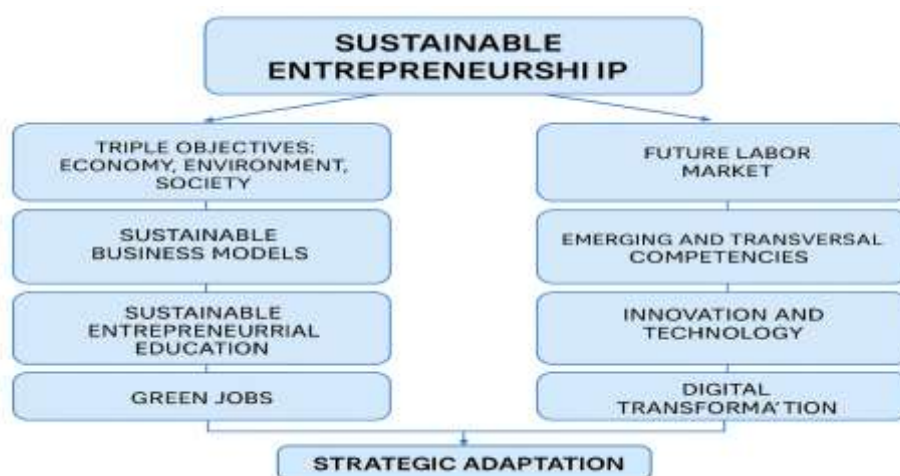 SUSTAINABLE
ENTREPRENEURSHI IP
TRIPLE OBJECTIVES:
ECONOMY, ENVIRONMENT,
SOCIETY
SUSTAINABLE
BUSINESS MODELS
SUSTAINABLE
ENTREPRENEURRIAL
EDUCATION
GREEN JOBS
FUTURE LABOR
MARKET
EMERGING AND TRANSVERSAL
COMPETENCIES
INNOVATION AND
TECHNOLOGY
DIGITAL
TRANSFORMA´TION
STRATEGIC ADAPTATION